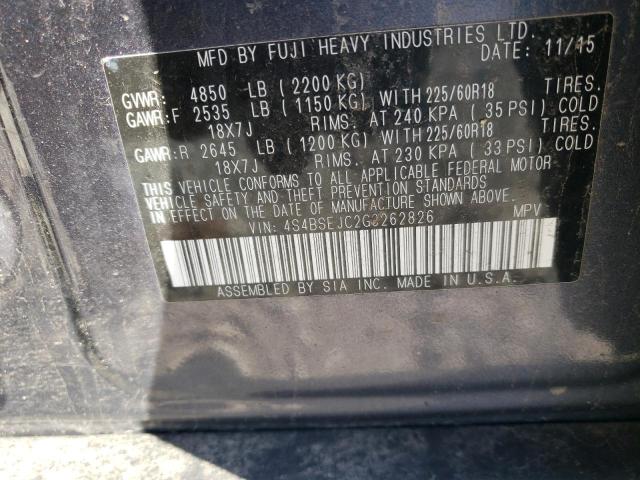 MFD BY FUJI HEAVY INDUSTRIES LTD.
DATE: 11/15
GVWR: 4850 LB (2200 KG)
GAWR:F 2535 LB (1150 KG) WITH 225/60R18 TIRES.
18X7J RIMS. AT 240 KPA (35 PSI) COLD
GAWR:R 2645 LB (1200 KG) WITH 225/60R18 TIRES.
18X7J RIMS. AT 230 KPA (33 PSI) COLD
THIS VEHICLE CONFORMS TO ALL APPLICABLE FEDERAL MOTOR
VEHICLE SAFETY AND THEFT PREVENTION STANDARDS
IN EFFECT ON THE DATE OF MANUFACTURE SHOWN ABOVE.
VIN: 4S4BSEJC2G3262826 MPV
ASSEMBLED BY SIA INC. MADE IN U.S.A.